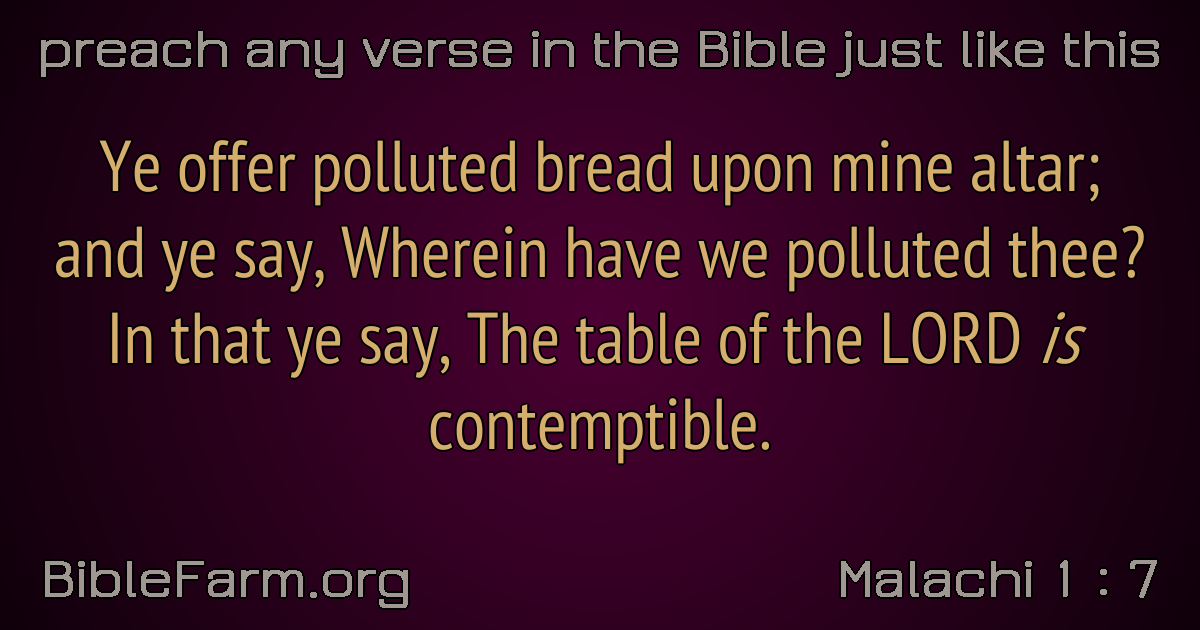 preach any verse in the Bible just like this
Ye offer polluted bread upon mine altar;
and ye say, Wherein have we polluted thee?
In that ye say, The table of the LORD is
contemptible.
BibleFarm.org
Malachi 1 : 7